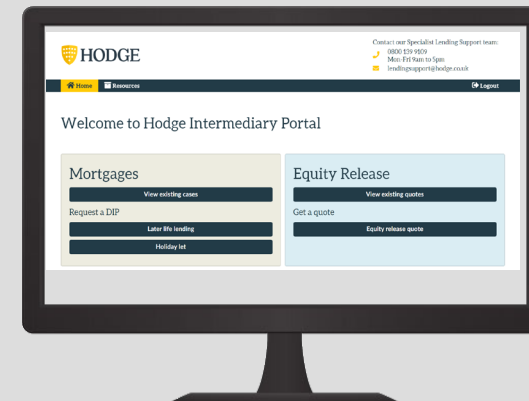 HODGE
Contact our Specialist Lending Support team:
0800 139 9109
Mon-Fri 9am to 5pm
lendingsupport@hodge.co.uk
Home
Resources
Logout
Welcome to Hodge Intermediary Portal
Mortgages
View existing cases
Request a DIP
Later life lending
Holiday let
Equity Release
View existing quotes
Get a quote
Equity release quote